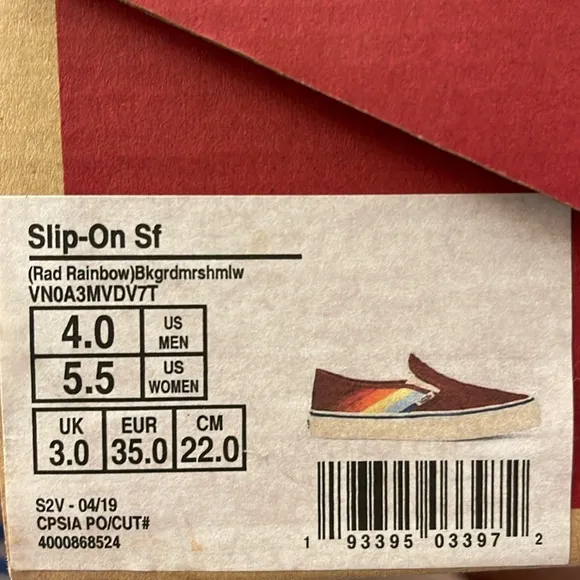 Slip-On Sf
(Rad Rainbow)Bkgrdmrshmlw
VN0A3MVDV7T
4.0 US MEN
5.5 US WOMEN
UK EUR CM
3.0 35.0 22.0
S2V - 04/19
CPSIA PO/CUT#
4000868524
1 93395 03397 2